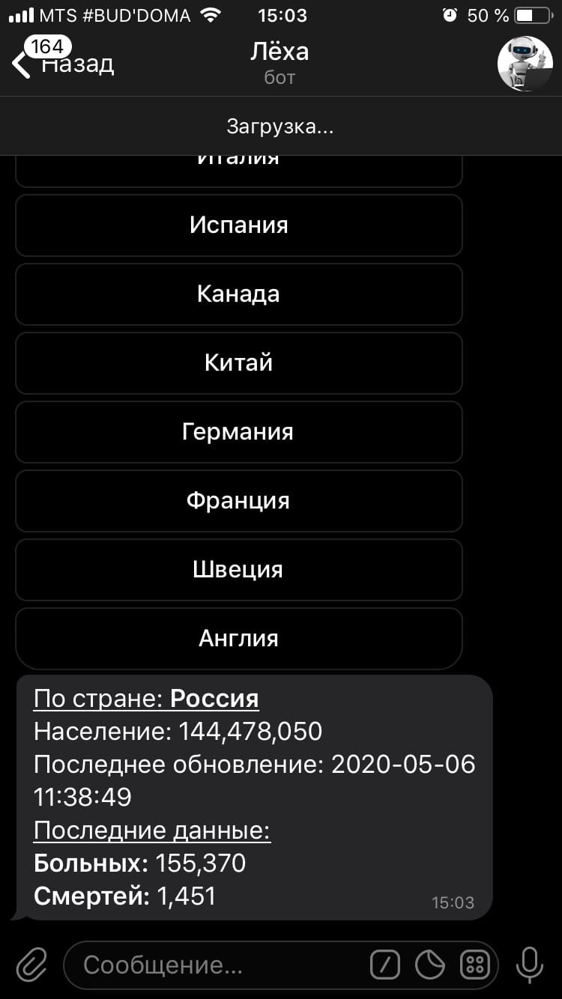 MTS #BUD'DOMA 15:03 50 %
164
Назад
Лёха
бот
Загрузка...
Италия
Испания
Канада
Китай
Германия
Франция
Швеция
Англия
По стране: Россия
Население: 144,478,050
Последнее обновление: 2020-05-06
11:38:49
Последние данные:
Больных: 155,370
Смертей: 1,451
15:03
Сообщение...